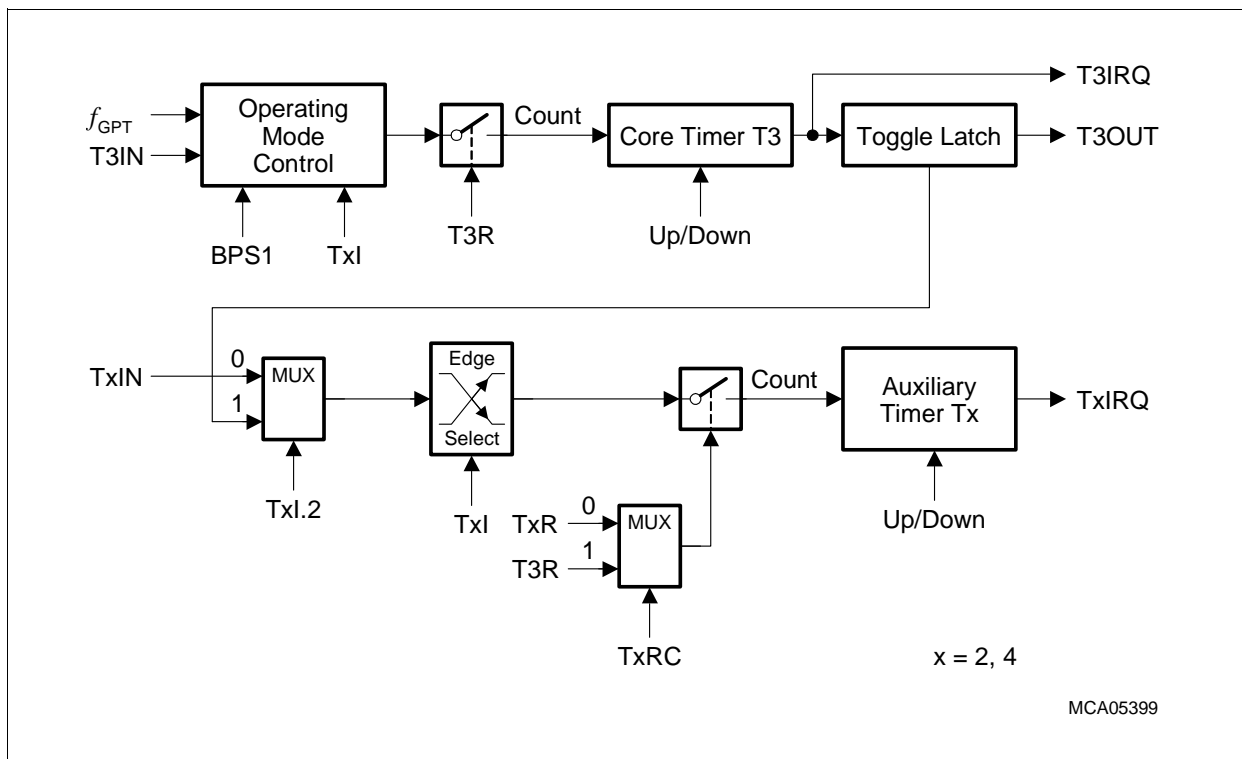 T3IRQ
f GPT
Operating
Mode
Control
Count
Core Timer T3
Toggle Latch
T3OUT
T3IN
BPS1
TxI
T3R
Up/Down
TxIN
0
1
MUX
Edge
Select
Count
Auxiliary
Timer Tx
TxIRQ
TxI.2
TxI
TxR
0
T3R
1
MUX
Up/Down
TxRC
x = 2, 4
MCA05399